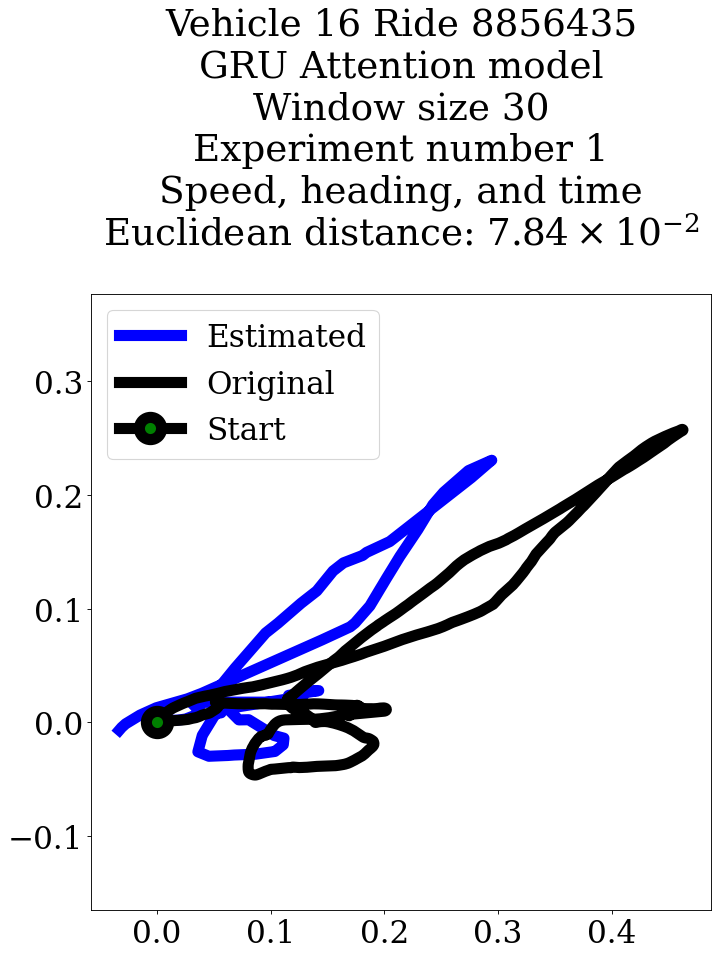 Vehicle 16 Ride 8856435
GRU Attention model
Window size 30
Experiment number 1
Speed, heading, and time
Euclidean distance: 7.84 × 10⁻²
Estimated
Original
Start
0.3
0.2
0.1
0.0
−0.1
0.0 0.1 0.2 0.3 0.4